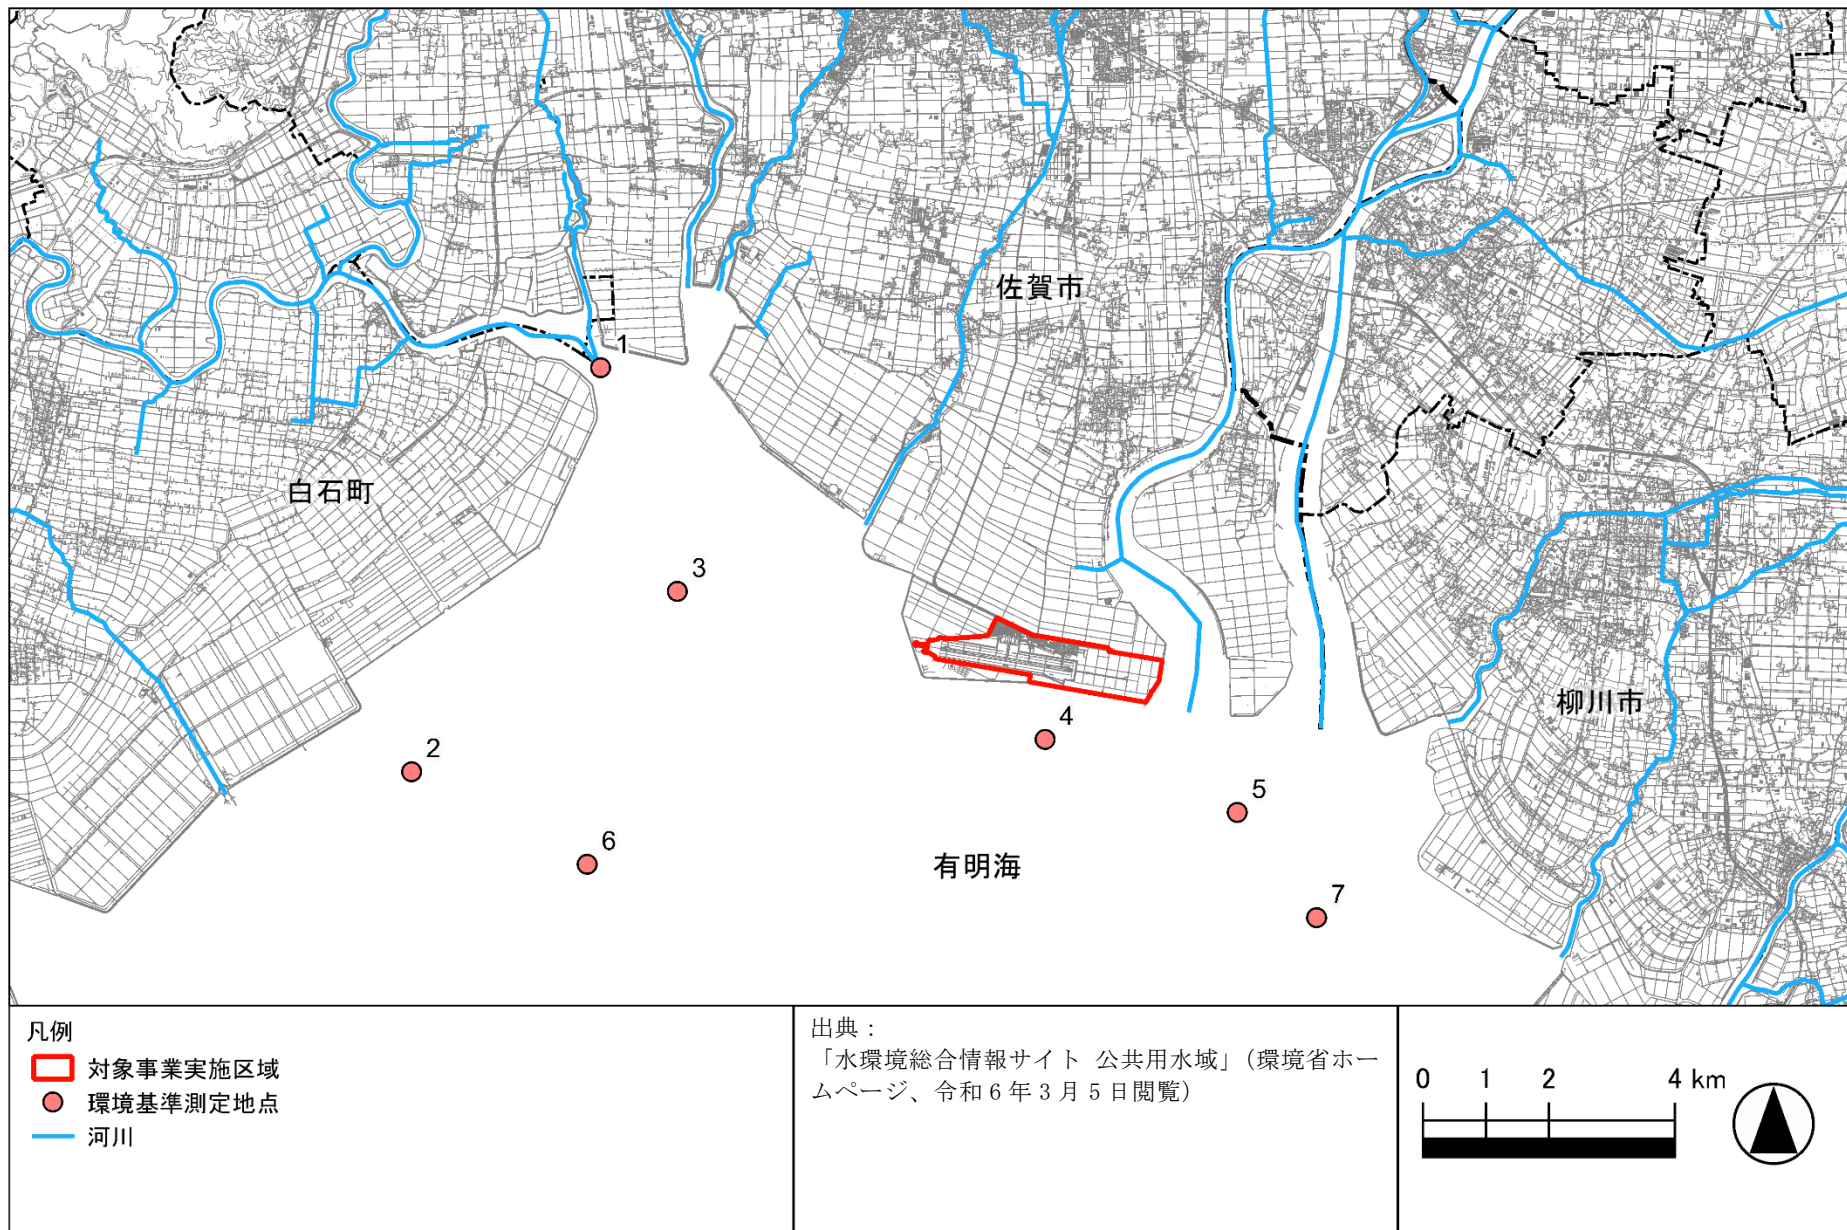 佐賀市
1
白石町
3
柳川市
4
2
5
6
有明海
7
凡例
対象事業実施区域
環境基準測定地点
河川
出典：
「水環境総合情報サイト 公共用水域」（環境省ホー
ムページ、令和６年３月５日閲覧）
0 1 2 4 km